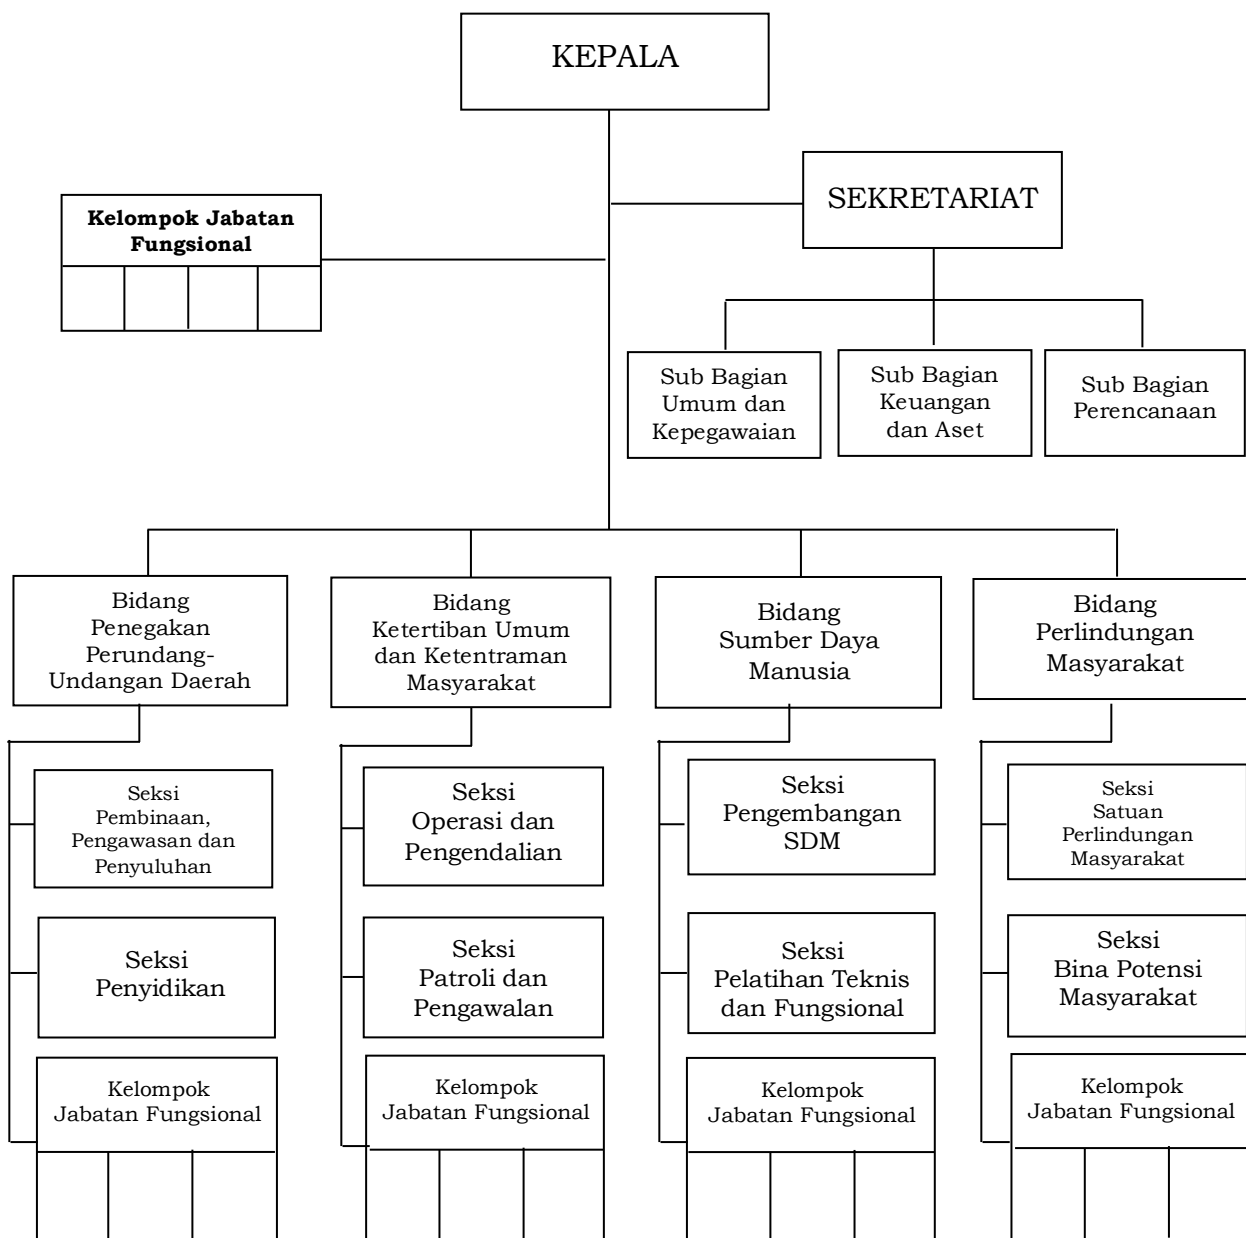 KEPALA
SEKRETARIAT
Kelompok Jabatan
Fungsional
Sub Bagian
Umum dan
Kepegawaian
Sub Bagian
Keuangan
dan Aset
Sub Bagian
Perencanaan
Bidang
Penegakan
Perundang-
Undangan Daerah
Bidang
Ketertiban Umum
dan Ketentraman
Masyarakat
Bidang
Sumber Daya
Manusia
Bidang
Perlindungan
Masyarakat
Seksi
Pembinaan,
Pengawasan dan
Penyuluhan
Seksi
Operasi dan
Pengendalian
Seksi
Pengembangan
SDM
Seksi
Satuan
Perlindungan
Masyarakat
Seksi
Penyidikan
Seksi
Patroli dan
Pengawalan
Seksi
Pelatihan Teknis
dan Fungsional
Seksi
Bina Potensi
Masyarakat
Kelompok
Jabatan Fungsional
Kelompok
Jabatan Fungsional
Kelompok
Jabatan Fungsional
Kelompok
Jabatan Fungsional